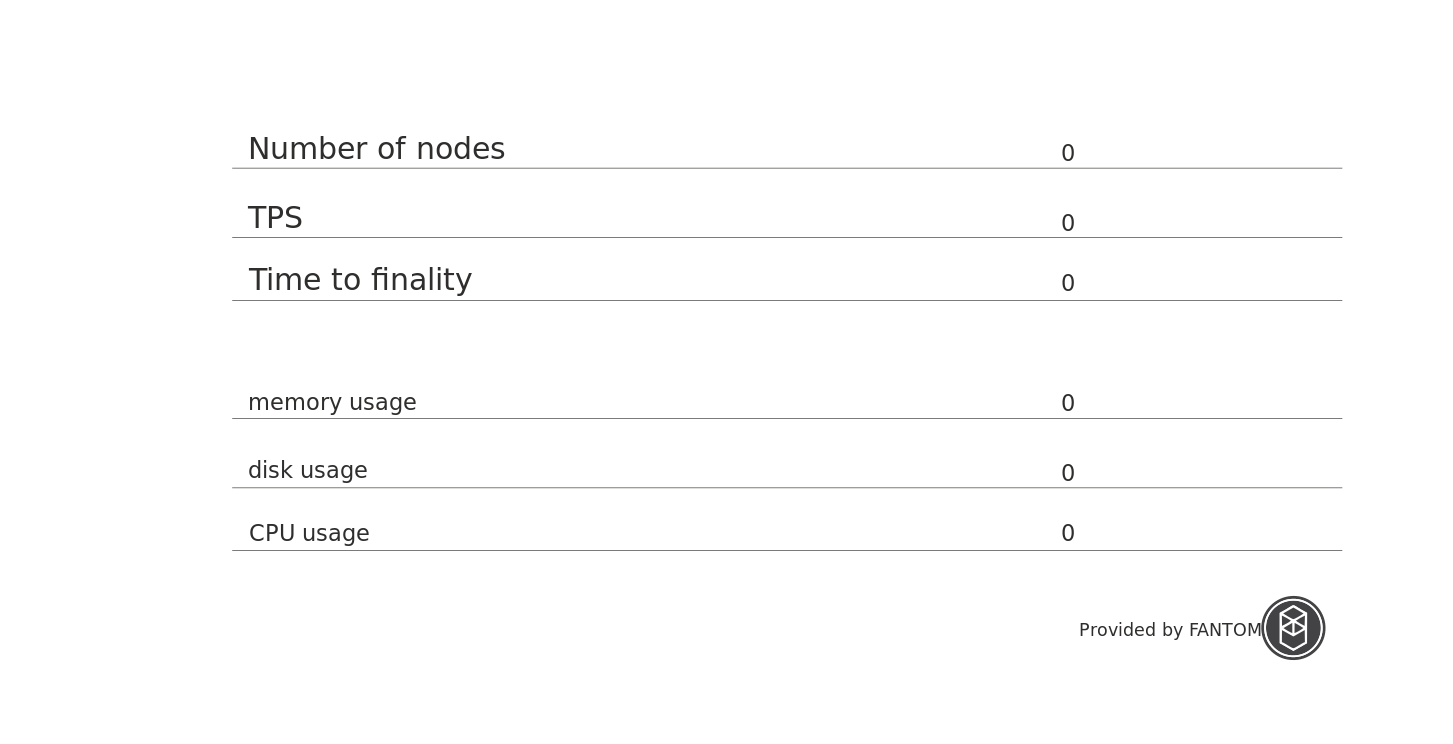 Number of nodes 0
TPS 0
Time to finality 0
memory usage 0
disk usage 0
CPU usage 0
Provided by FANTOM